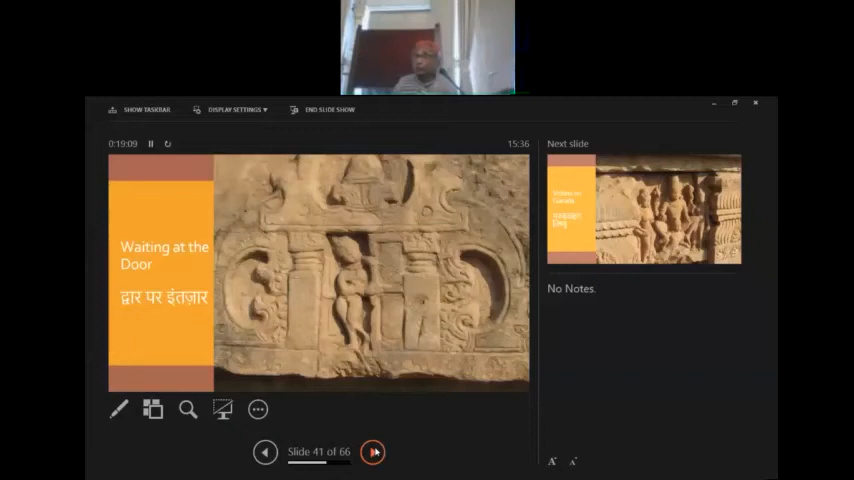 SHOW TASKBAR
DISPLAY SETTINGS ▾
END SLIDE SHOW
0:19:09
15:36
Next slide
Waiting at the
Door
द्वार पर इंतज़ार
No Notes.
Slide 41 of 66
A
A